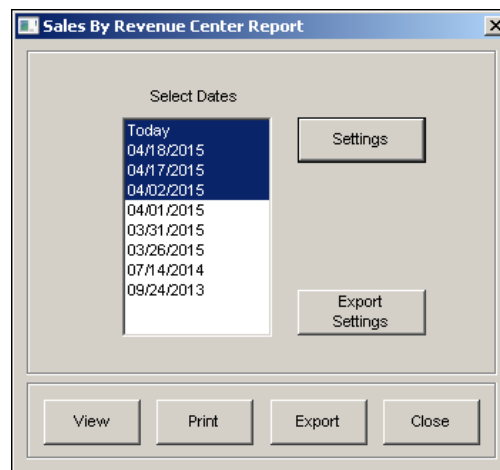 Sales By Revenue Center Report
Select Dates
Today
04/18/2015
04/17/2015
04/02/2015
04/01/2015
03/31/2015
03/26/2015
07/14/2014
09/24/2013
Settings
Export
Settings
View
Print
Export
Close